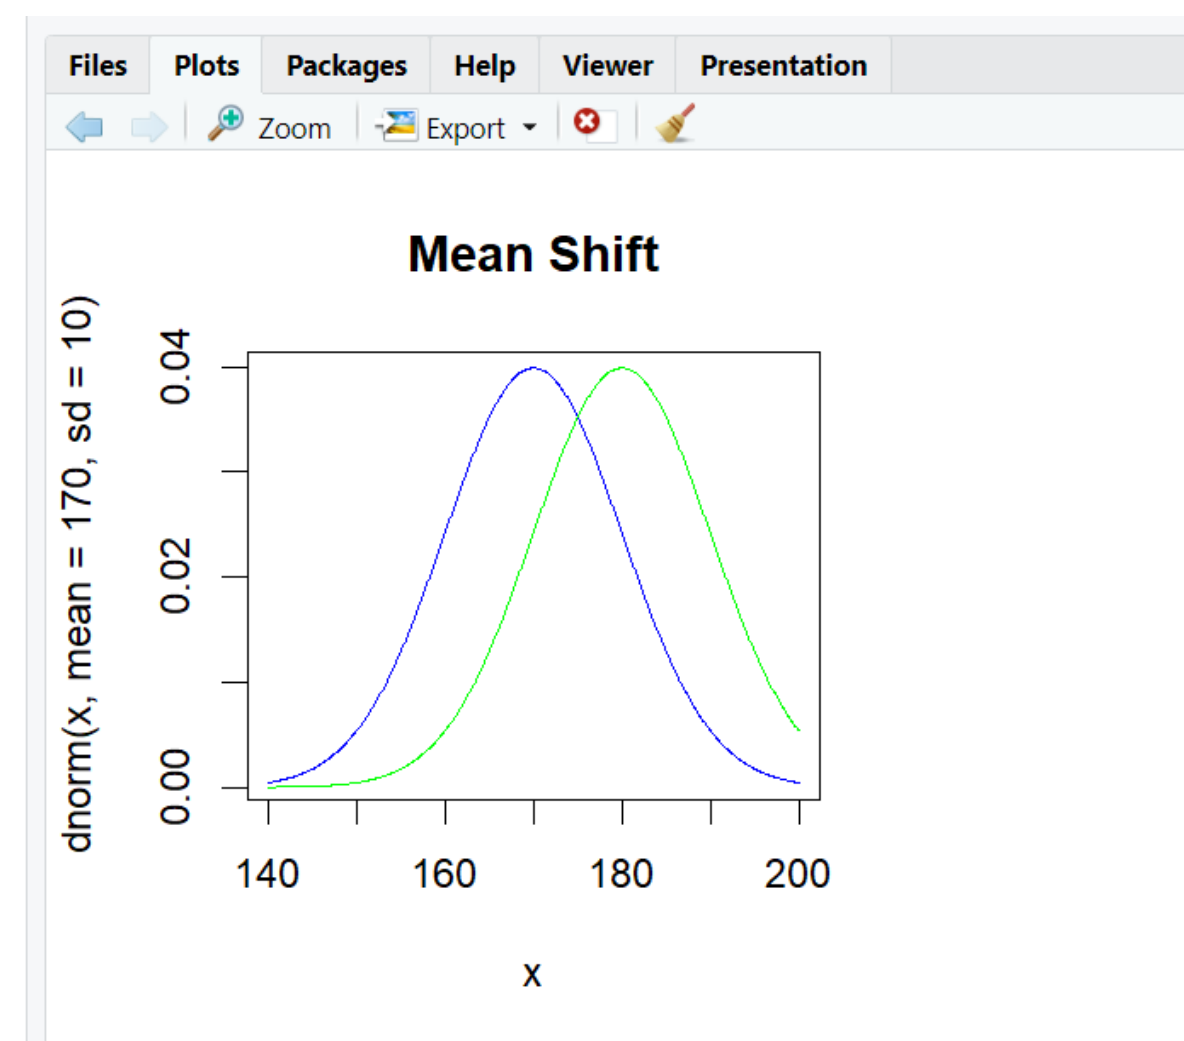 Files Plots Packages Help Viewer Presentation
Zoom Export
Mean Shift
dnorm(x, mean = 170, sd = 10)
0.04
0.02
0.00
140 160 180 200
x